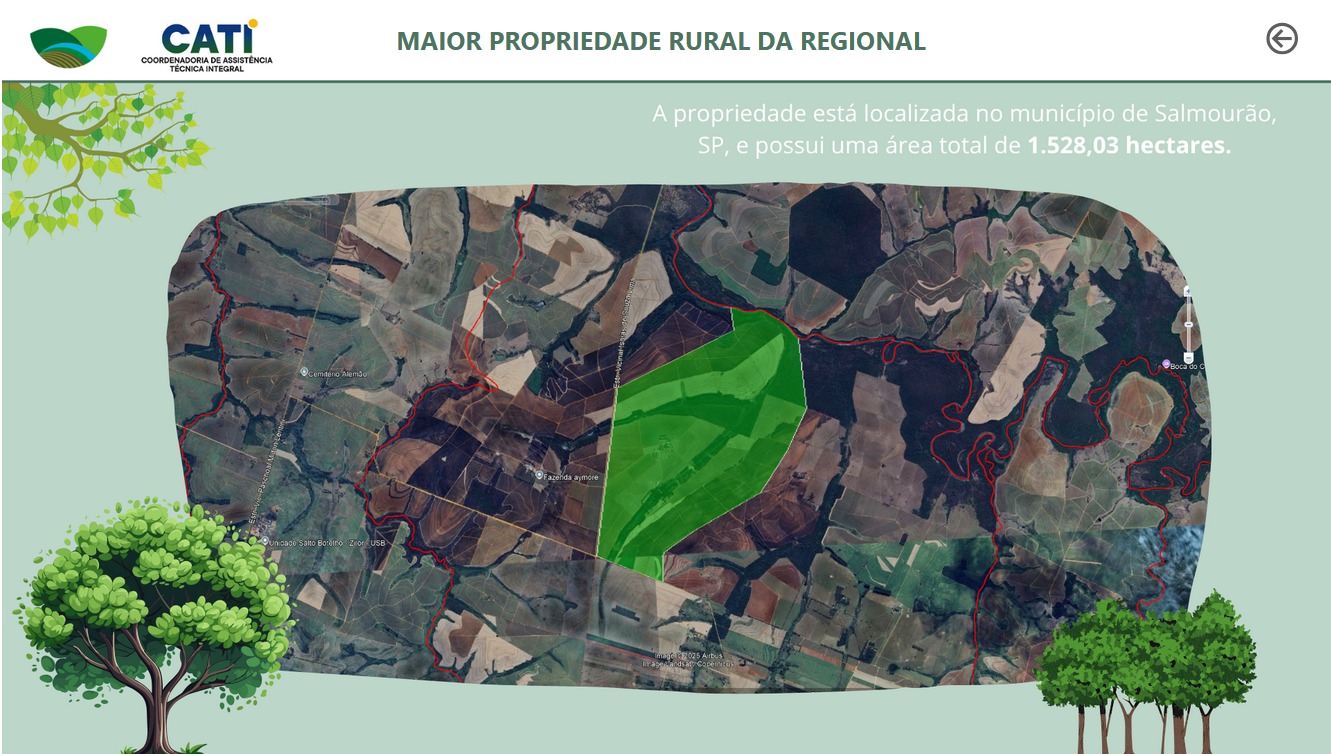 CATI
COORDENADORIA DE ASSISTÊNCIA
TÉCNICA INTEGRAL
MAIOR PROPRIEDADE RURAL DA REGIONAL
A propriedade está localizada no município de Salmourão,
SP, e possui uma área total de 1.528,03 hectares.
Cemitério Alemão
Boca do C
Fazenda aymore
Unidade Salto Botelho - Zilor - USB
Image © 2025 Airbus
Image Landsat / Copernicus